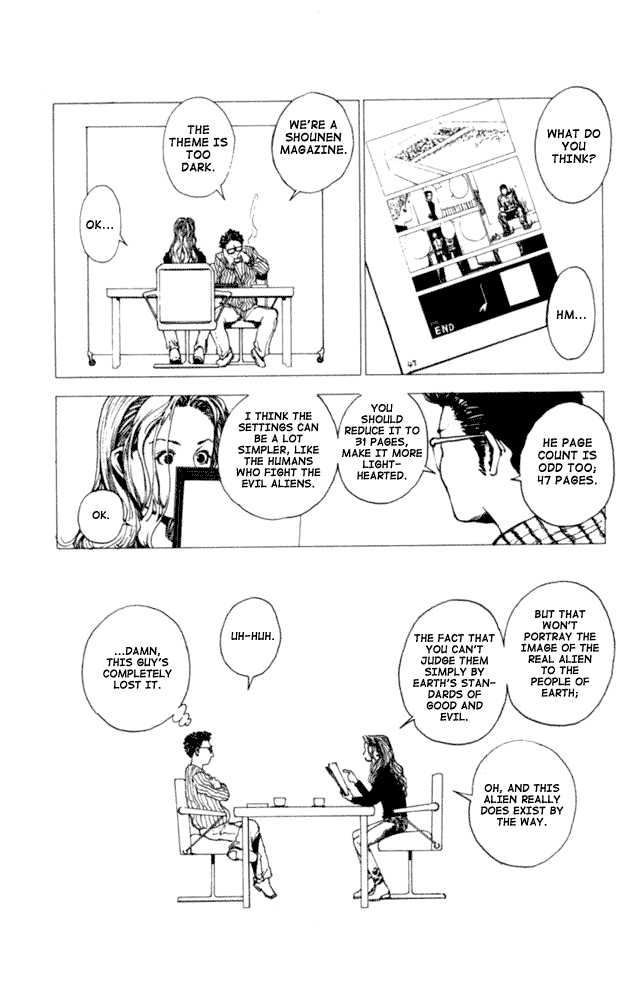 WHAT DO
YOU
THINK?
HM...
END
47
WE'RE A
SHOUNEN
MAGAZINE.
THE
THEME IS
TOO
DARK.
OK...
HE PAGE
COUNT IS
ODD TOO;
47 PAGES.
YOU
SHOULD
REDUCE IT TO
31 PAGES,
MAKE IT MORE
LIGHT-
HEARTED.
I THINK THE
SETTINGS CAN
BE A LOT
SIMPLER, LIKE
THE HUMANS
WHO FIGHT THE
EVIL ALIENS.
OK.
BUT THAT
WON'T
PORTRAY THE
IMAGE OF THE
REAL ALIEN
TO THE
PEOPLE OF
EARTH;
THE FACT THAT
YOU CAN'T
JUDGE THEM
SIMPLY BY
EARTH'S STAN-
DARDS OF
GOOD AND
EVIL.
OH, AND THIS
ALIEN REALLY
DOES EXIST BY
THE WAY.
UH-HUH.
...DAMN,
THIS GUY'S
COMPLETELY
LOST IT.